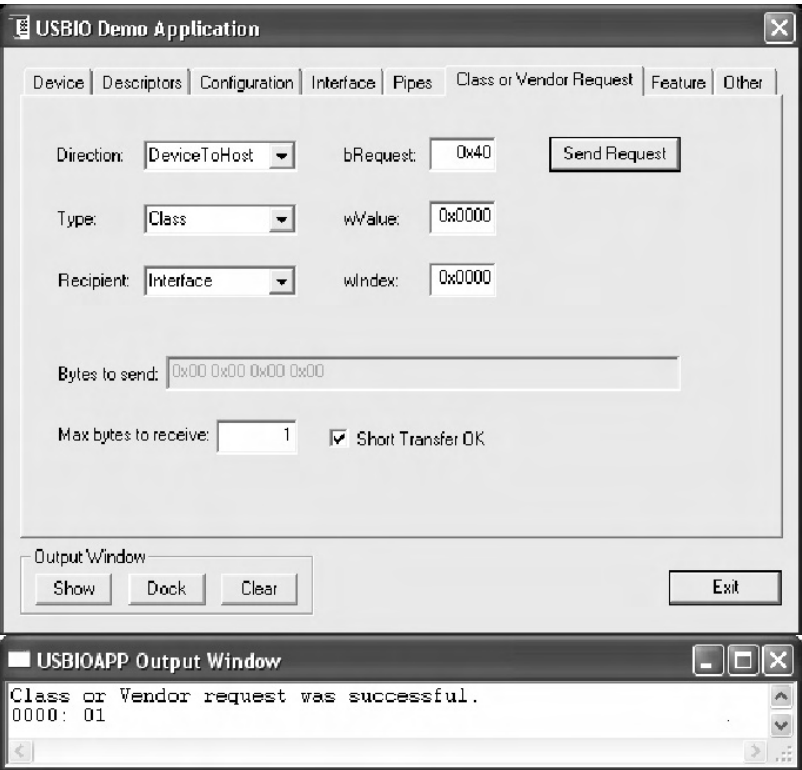 USBIO Demo Application
Device Descriptors Configuration Interface Pipes Class or Vendor Request Feature Other
Direction: DeviceToHost bRequest: 0x40 Send Request
Type: Class wValue: 0x0000
Recipient: Interface wIndex: 0x0000
Bytes to send: 0x00 0x00 0x00 0x00
Max bytes to receive: 1 Short Transfer OK
Output Window
Show Dock Clear Exit
USBIOAPP Output Window
Class or Vendor request was successful.
0000: 01